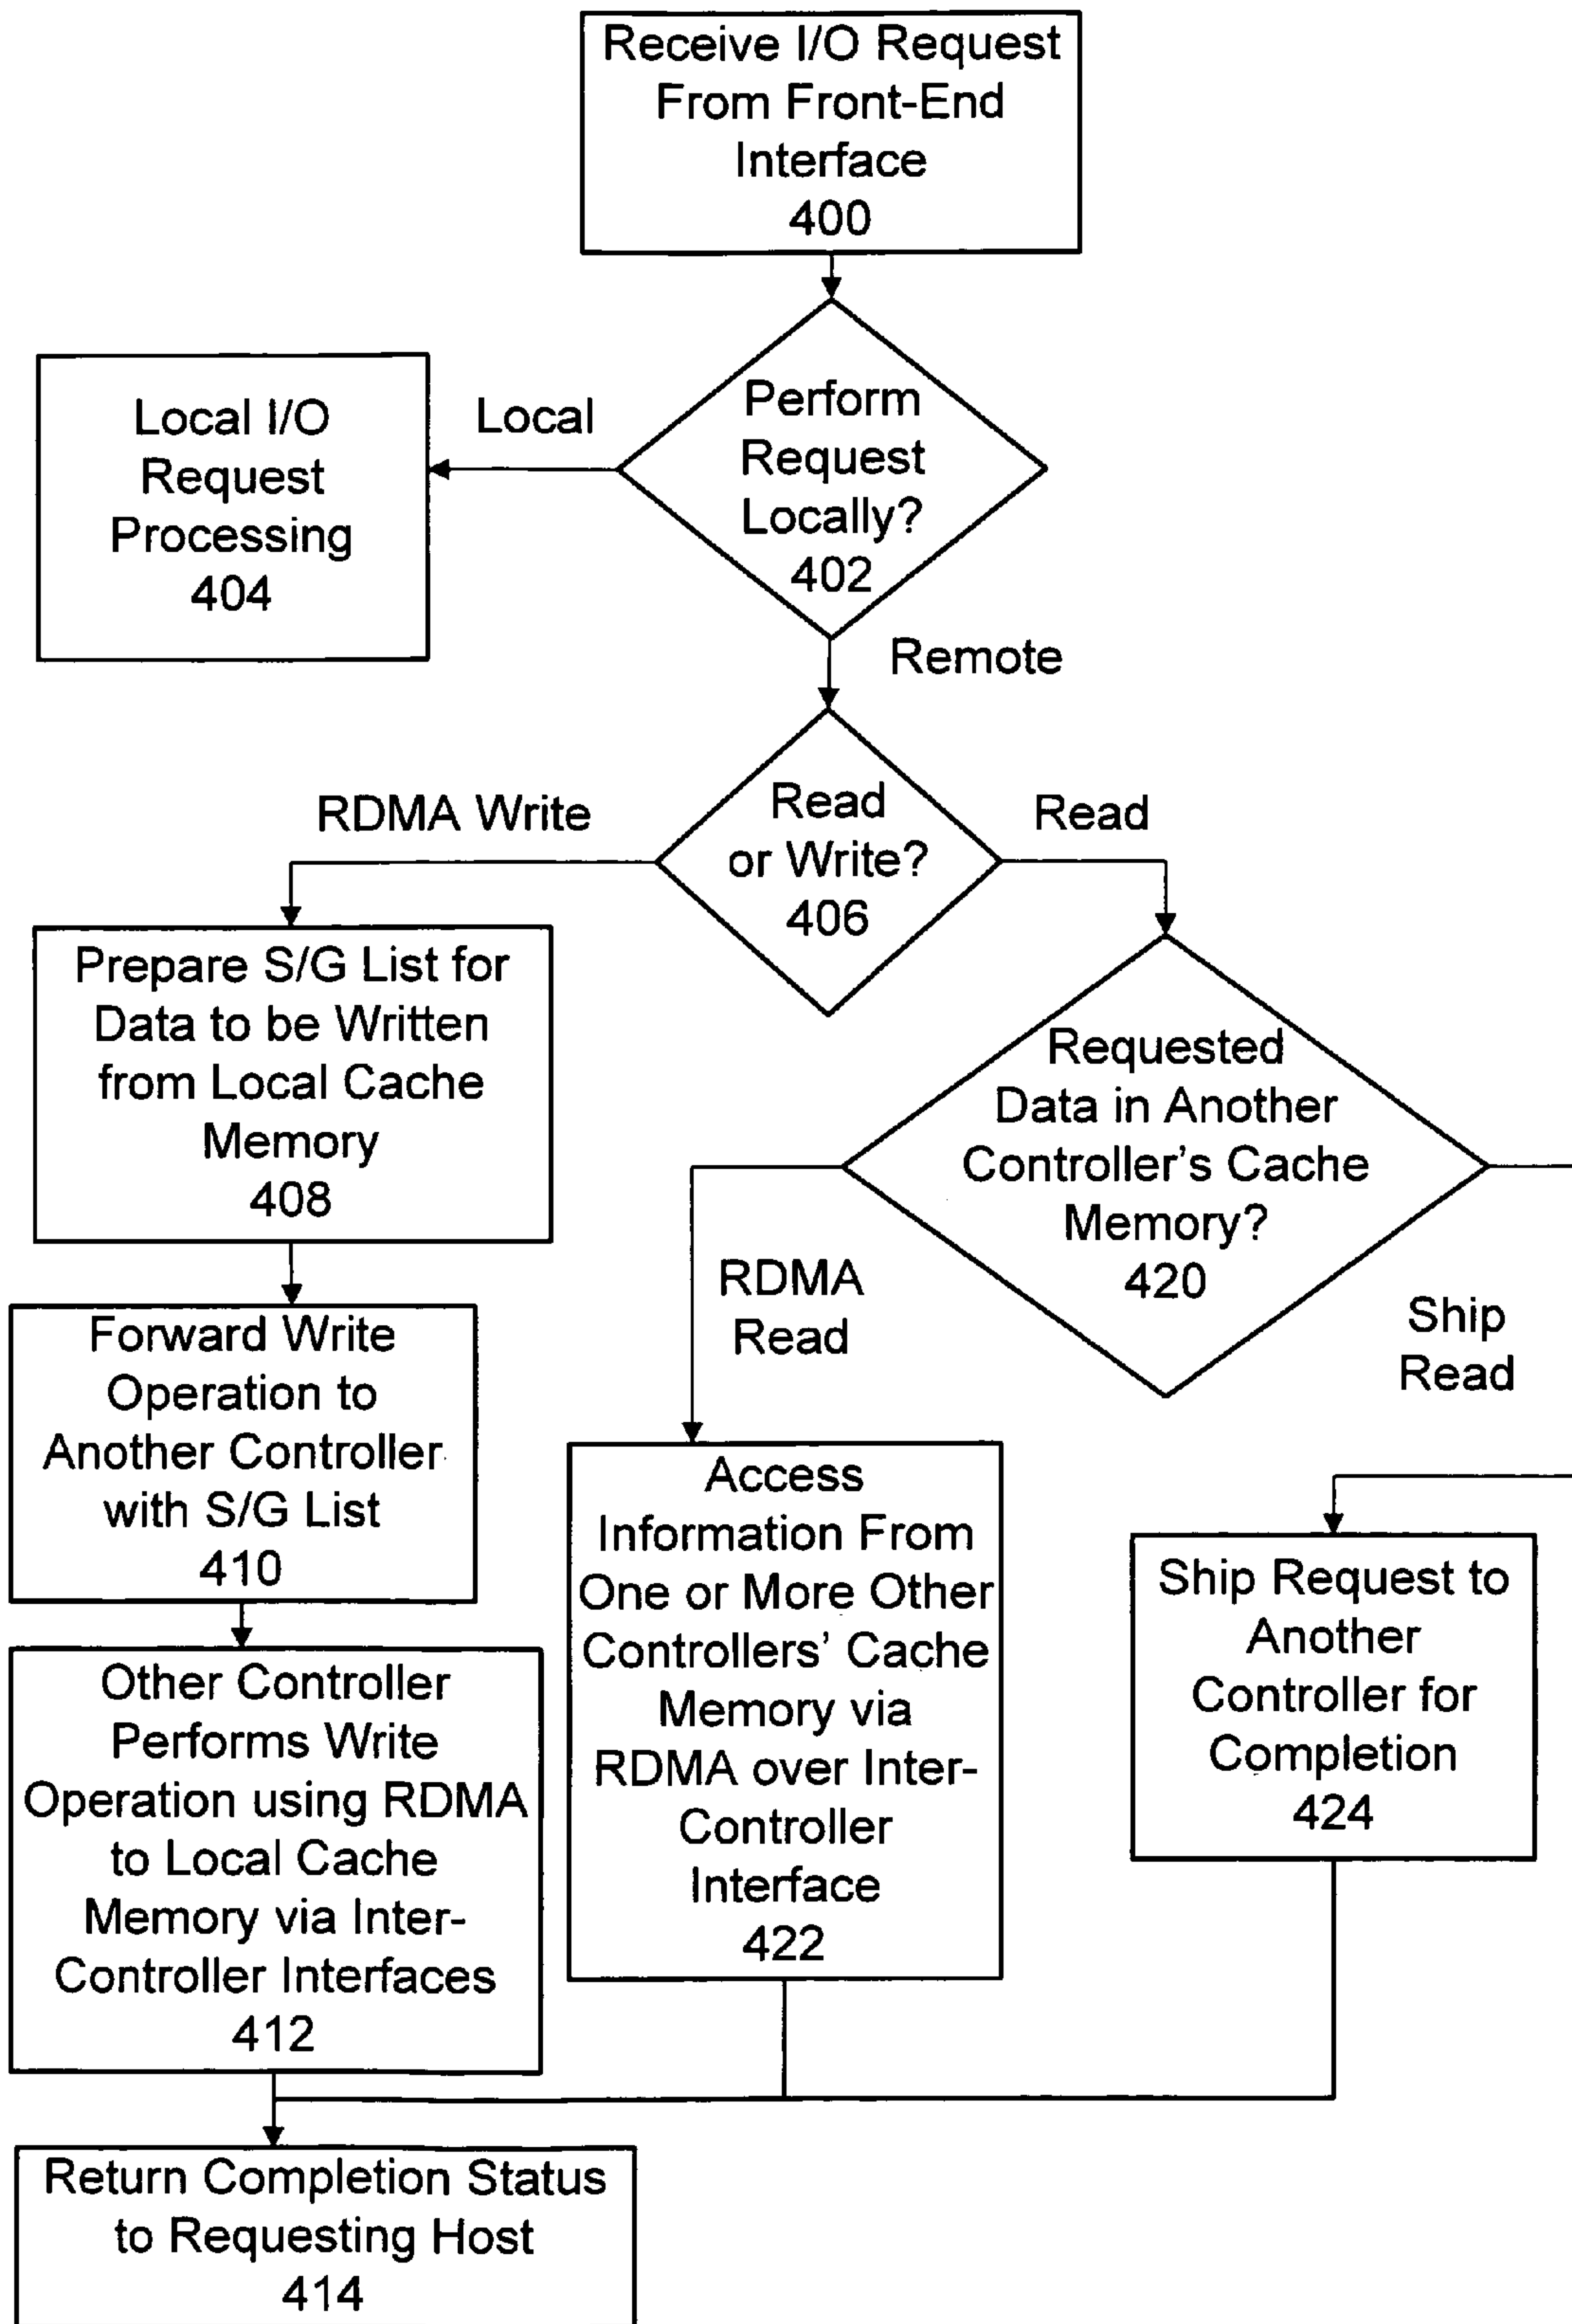 Receive I/O Request
From Front-End
Interface
400
Perform
Request
Locally?
402
Local
Local I/O
Request
Processing
404
Remote
Read
or Write?
406
RDMA Write
Read
Prepare S/G List for
Data to be Written
from Local Cache
Memory
408
Requested
Data in Another
Controller's Cache
Memory?
420
RDMA
Read
Ship
Read
Forward Write
Operation to
Another Controller
with S/G List
410
Access
Information From
One or More Other
Controllers' Cache
Memory via
RDMA over Inter-
Controller
Interface
422
Ship Request to
Another
Controller for
Completion
424
Other Controller
Performs Write
Operation using RDMA
to Local Cache
Memory via Inter-
Controller Interfaces
412
Return Completion Status
to Requesting Host
414